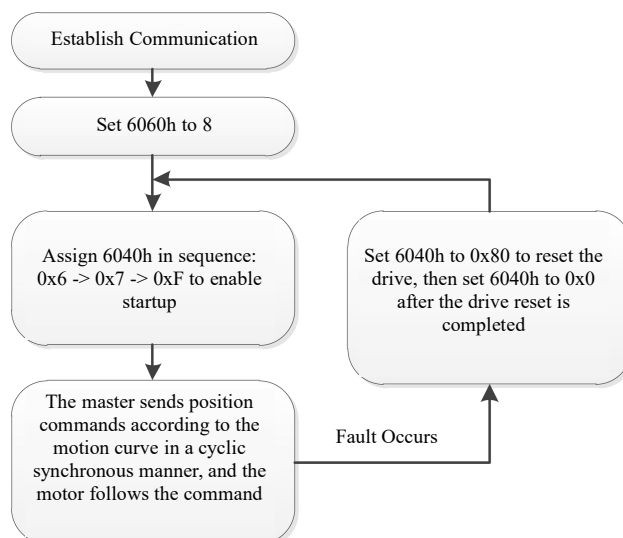 Establish Communication
Set 6060h to 8
Assign 6040h in sequence:
0x6 -> 0x7 -> 0xF to enable
startup
Set 6040h to 0x80 to reset the
drive, then set 6040h to 0x0
after the drive reset is
completed
The master sends position
commands according to the
motion curve in a cyclic
synchronous manner, and the
motor follows the command
Fault Occurs